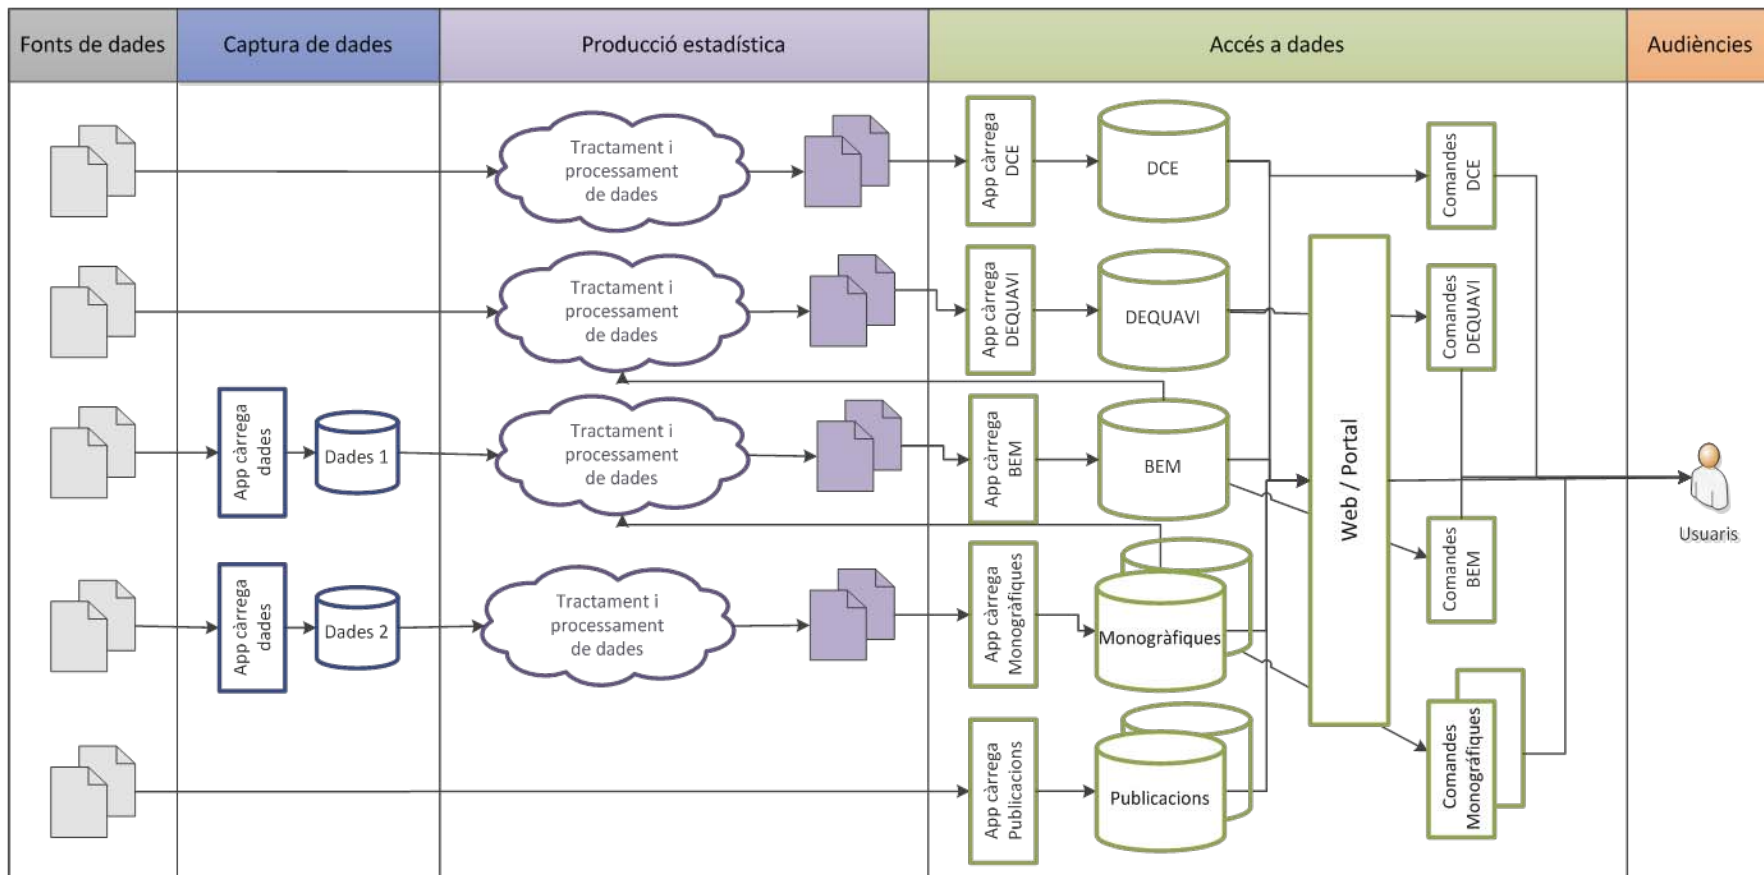 Fonts de dades
Captura de dades
Producció estadística
Accés a dades
Audiències
Tractament i
processament
de dades
App càrrega
DCE
DCE
Comandes
DCE
Tractament i
processament
de dades
App càrrega
DEQUAVI
DEQUAVI
Comandes
DEQUAVI
App càrrega
dades
Dades 1
Tractament i
processament
de dades
App càrrega
BEM
BEM
Web / Portal
Usuaris
App càrrega
dades
Dades 2
Tractament i
processament
de dades
App càrrega
Monogràfiques
Monogràfiques
Comandes
BEM
App càrrega
Publicacions
Publicacions
Comandes
Monogràfiques